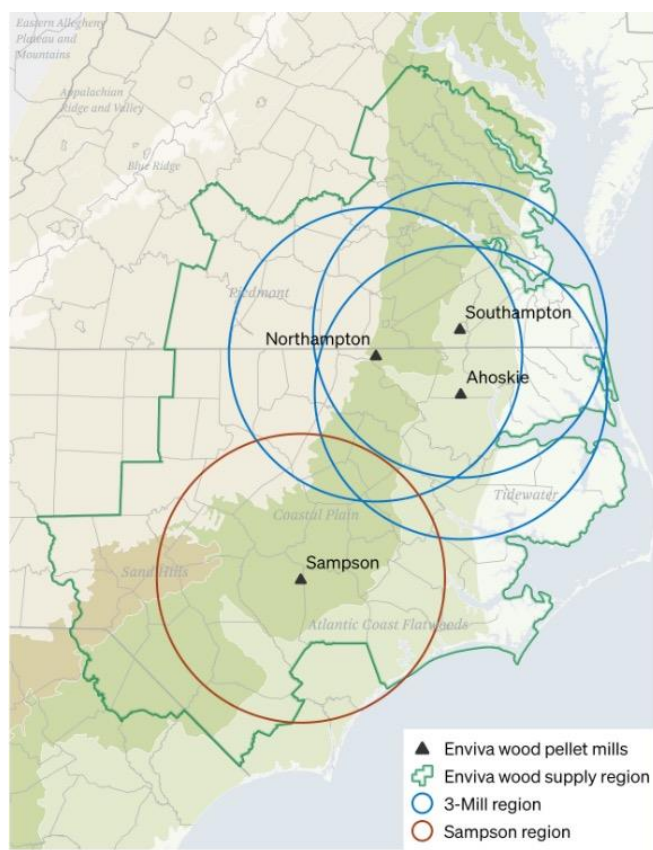 Eastern Allegheny
Plateau and
Mountains
Appalachian
Ridge and Valley
Blue Ridge
Piedmont
Southampton
Northampton
Ahoskie
Tidewater
Coastal Plain
Sampson
Sand Hills
Atlantic Coast Flatwoods
Enviva wood pellet mills
Enviva wood supply region
3-Mill region
Sampson region